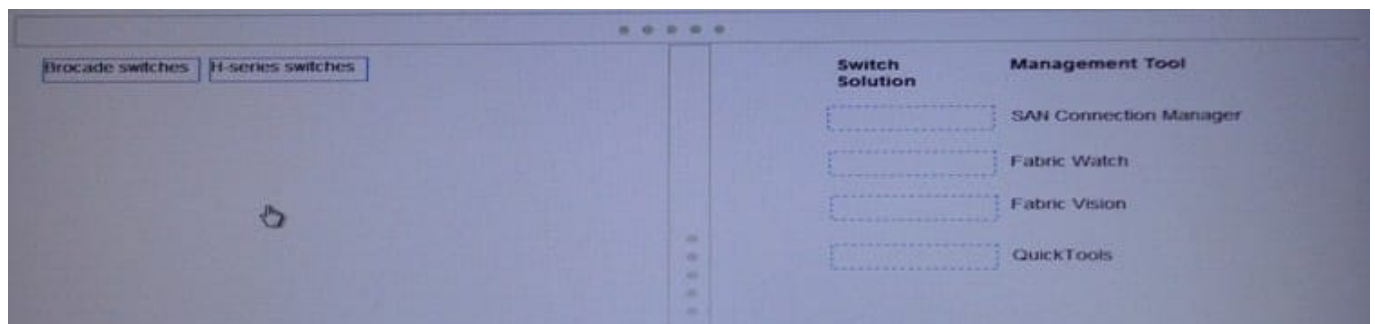 Brocade switches
H-series switches
Switch
Solution
Management Tool
SAN Connection Manager
Fabric Watch
Fabric Vision
QuickTools